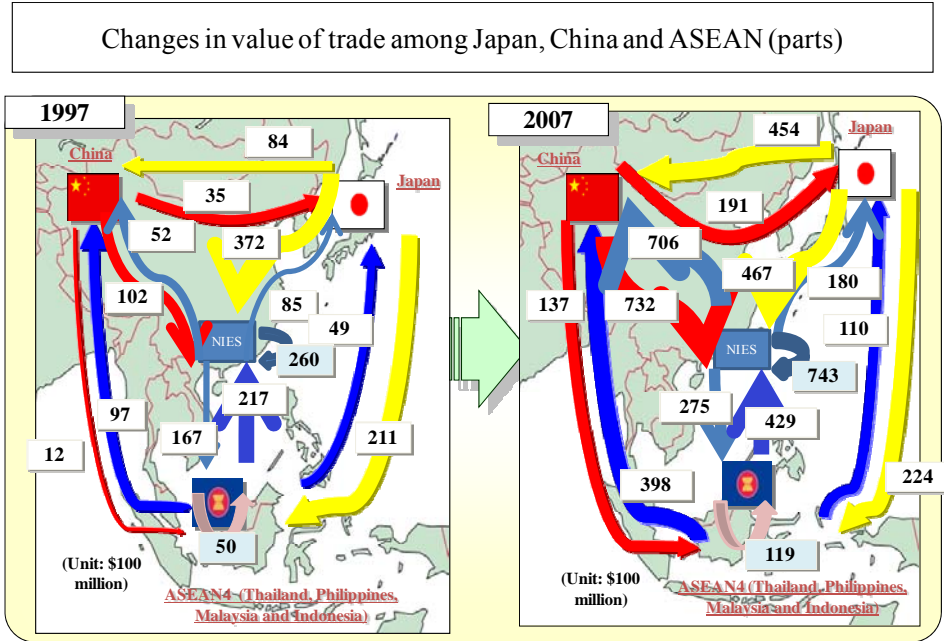 Changes in value of trade among Japan, China and ASEAN (parts)
1997
China
84
Japan
35
52
372
102
85
49
NIES
260
217
97
167
211
12
50
(Unit: $100
million)
ASEAN4 (Thailand, Philippines,
Malaysia and Indonesia)
2007
454
Japan
China
191
706
467
137
732
180
110
NIES
743
275
429
398
224
119
(Unit: $100
million)
ASEAN4 (Thailand, Philippines,
Malaysia and Indonesia)